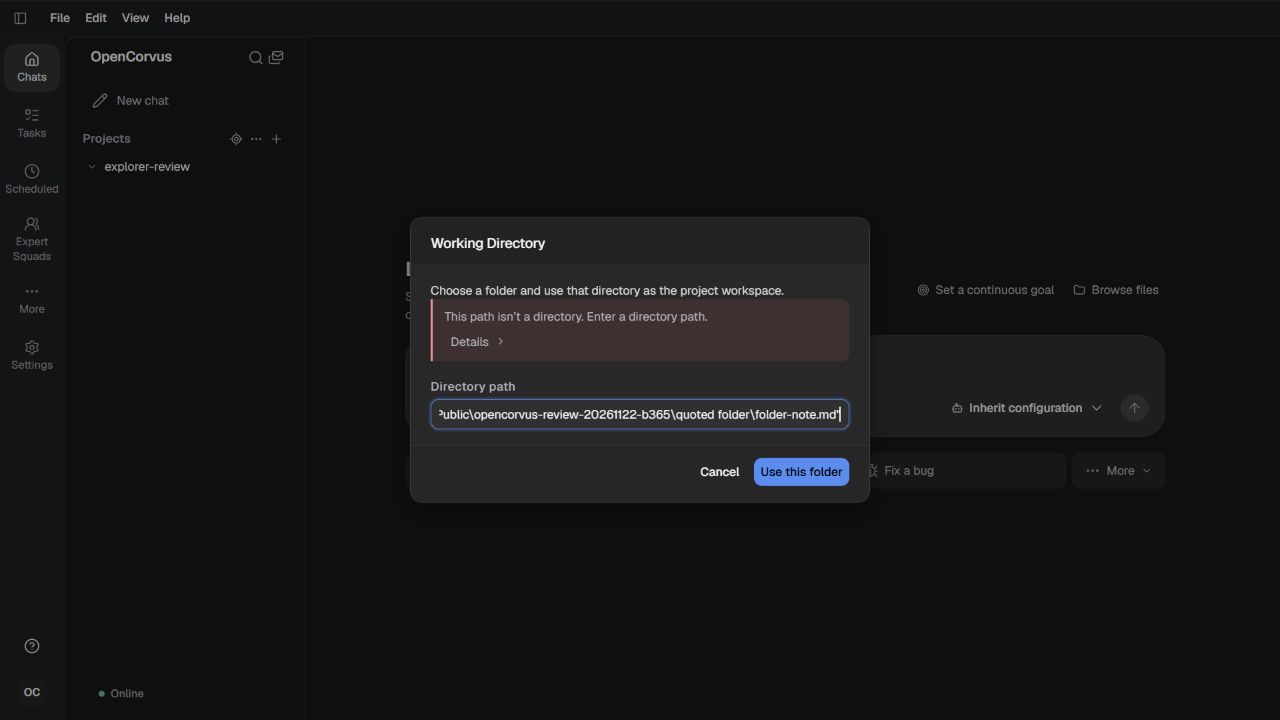 File Edit View Help
OpenCorvus
Chats
New chat
Tasks
Projects
explorer-review
Scheduled
Expert Squads
More
Settings
OC
Online
Set a continuous goal
Browse files
Inherit configuration
Fix a bug
More
Working Directory
Choose a folder and use that directory as the project workspace.
This path isn't a directory. Enter a directory path.
Details
Directory path
Public\opencorvus-review-20261122-b365\quoted folder\folder-note.md"
Cancel
Use this folder